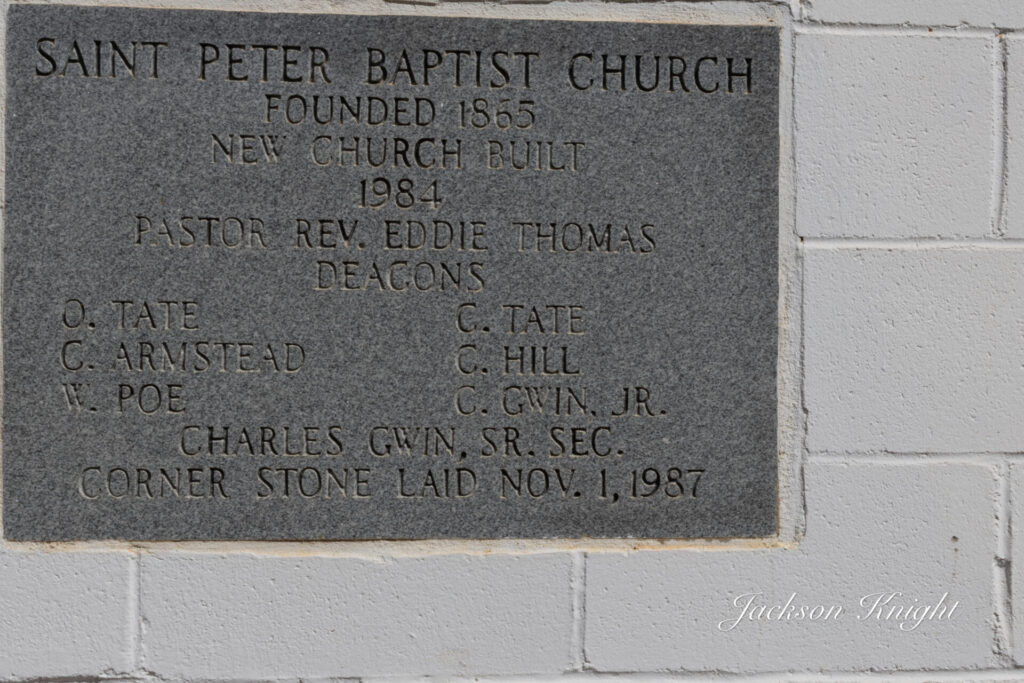 SAINT PETER BAPTIST CHURCH
FOUNDED 1865
NEW CHURCH BUILT
1984
PASTOR REV. EDDIE THOMAS
DEACONS
O. TATE C. TATE
C. ARMSTEAD C. HILL
W. POE C. GWIN, JR.
CHARLES GWIN, SR. SEC.
CORNER STONE LAID NOV. 1, 1987
Jackson Knight